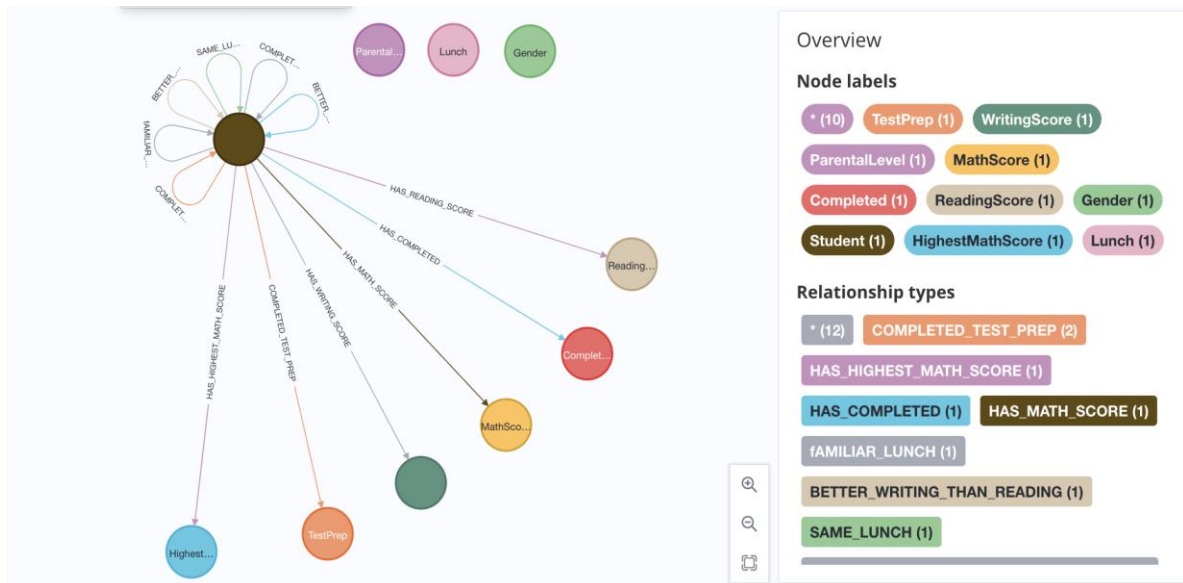 SAME_LU...
COMPLET...
BETTER_...
BETTER_...
fAMILIAR_...
COMPLET...
Parental...
Lunch
Gender
HAS_READING_SCORE
HAS_COMPLETED
HAS_MATH_SCORE
HAS_WRITING_SCORE
COMPLETED_TEST_PREP
HAS_HIGHEST_MATH_SCORE
Reading...
Complet...
MathSco...
TestPrep
Highest...
Overview
Node labels
* (10) TestPrep (1) WritingScore (1)
ParentalLevel (1) MathScore (1)
Completed (1) ReadingScore (1) Gender (1)
Student (1) HighestMathScore (1) Lunch (1)
Relationship types
* (12) COMPLETED_TEST_PREP (2)
HAS_HIGHEST_MATH_SCORE (1)
HAS_COMPLETED (1) HAS_MATH_SCORE (1)
fAMILIAR_LUNCH (1)
BETTER_WRITING_THAN_READING (1)
SAME_LUNCH (1)